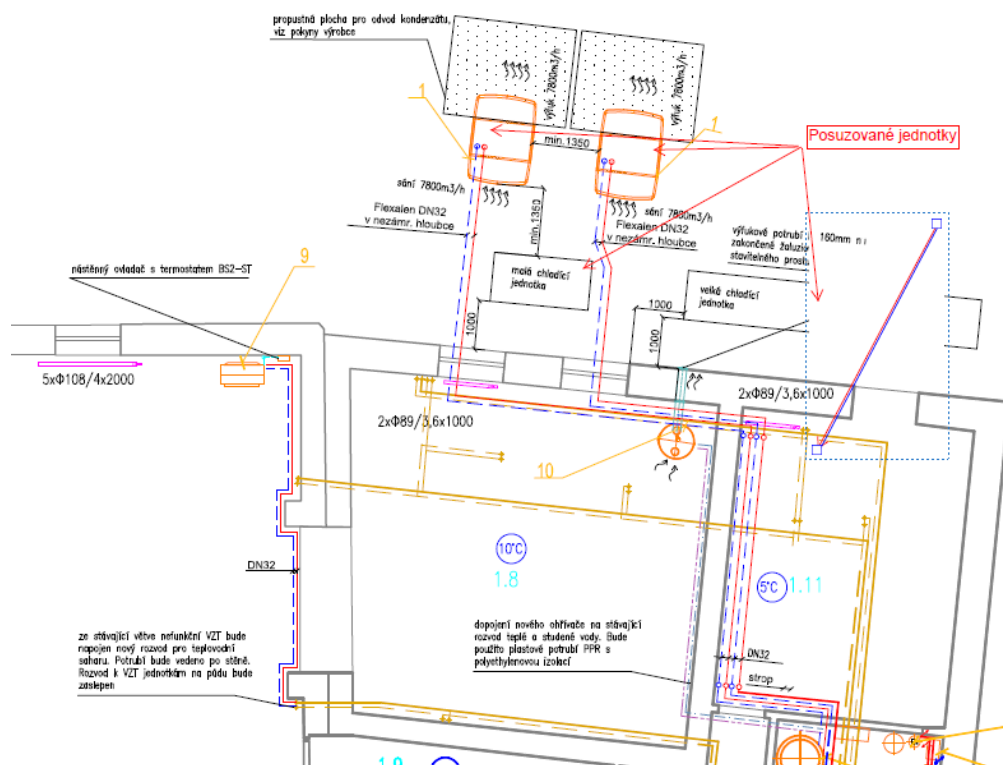 propustná plocha pro odvod kondenzátu,
viz pokyny výrobce
výfuk 7800m3/h
výfuk 7800m3/h
1
1
min.1350
Posuzované jednotky
sání 7800m3/h
Flexalen DN32
v nezámr. hloubce
min.1350
sání 7800m3/h
Flexalen DN32
v nezámr. hloubce
výfukové potrubí
160mm n
zakončené žaluzií
stavitelného
nástěnný ovladač s termostatem BS2-ST
9
malá chladící
jednotka
velká chladící
jednotka
1000
1000
1000
5xΦ108/4x2000
2xΦ89/3,6x1000
2xΦ89/3,6x1000
10
10°C
1.8
5°C
1.11
DN32
ze stávající větve nefunkční VZT bude
napojen nový rozvod pro teplovodní
saharu. Potrubí bude vedeno po stěně.
Rozvod k VZT jednotkám na půdu bude
zaslepen
dopojení nového ohřívače na stávající
rozvod teplé a studené vody. Bude
použito plastové potrubí PPR s
polyethylenovou izolací
DN32
strop
1.9